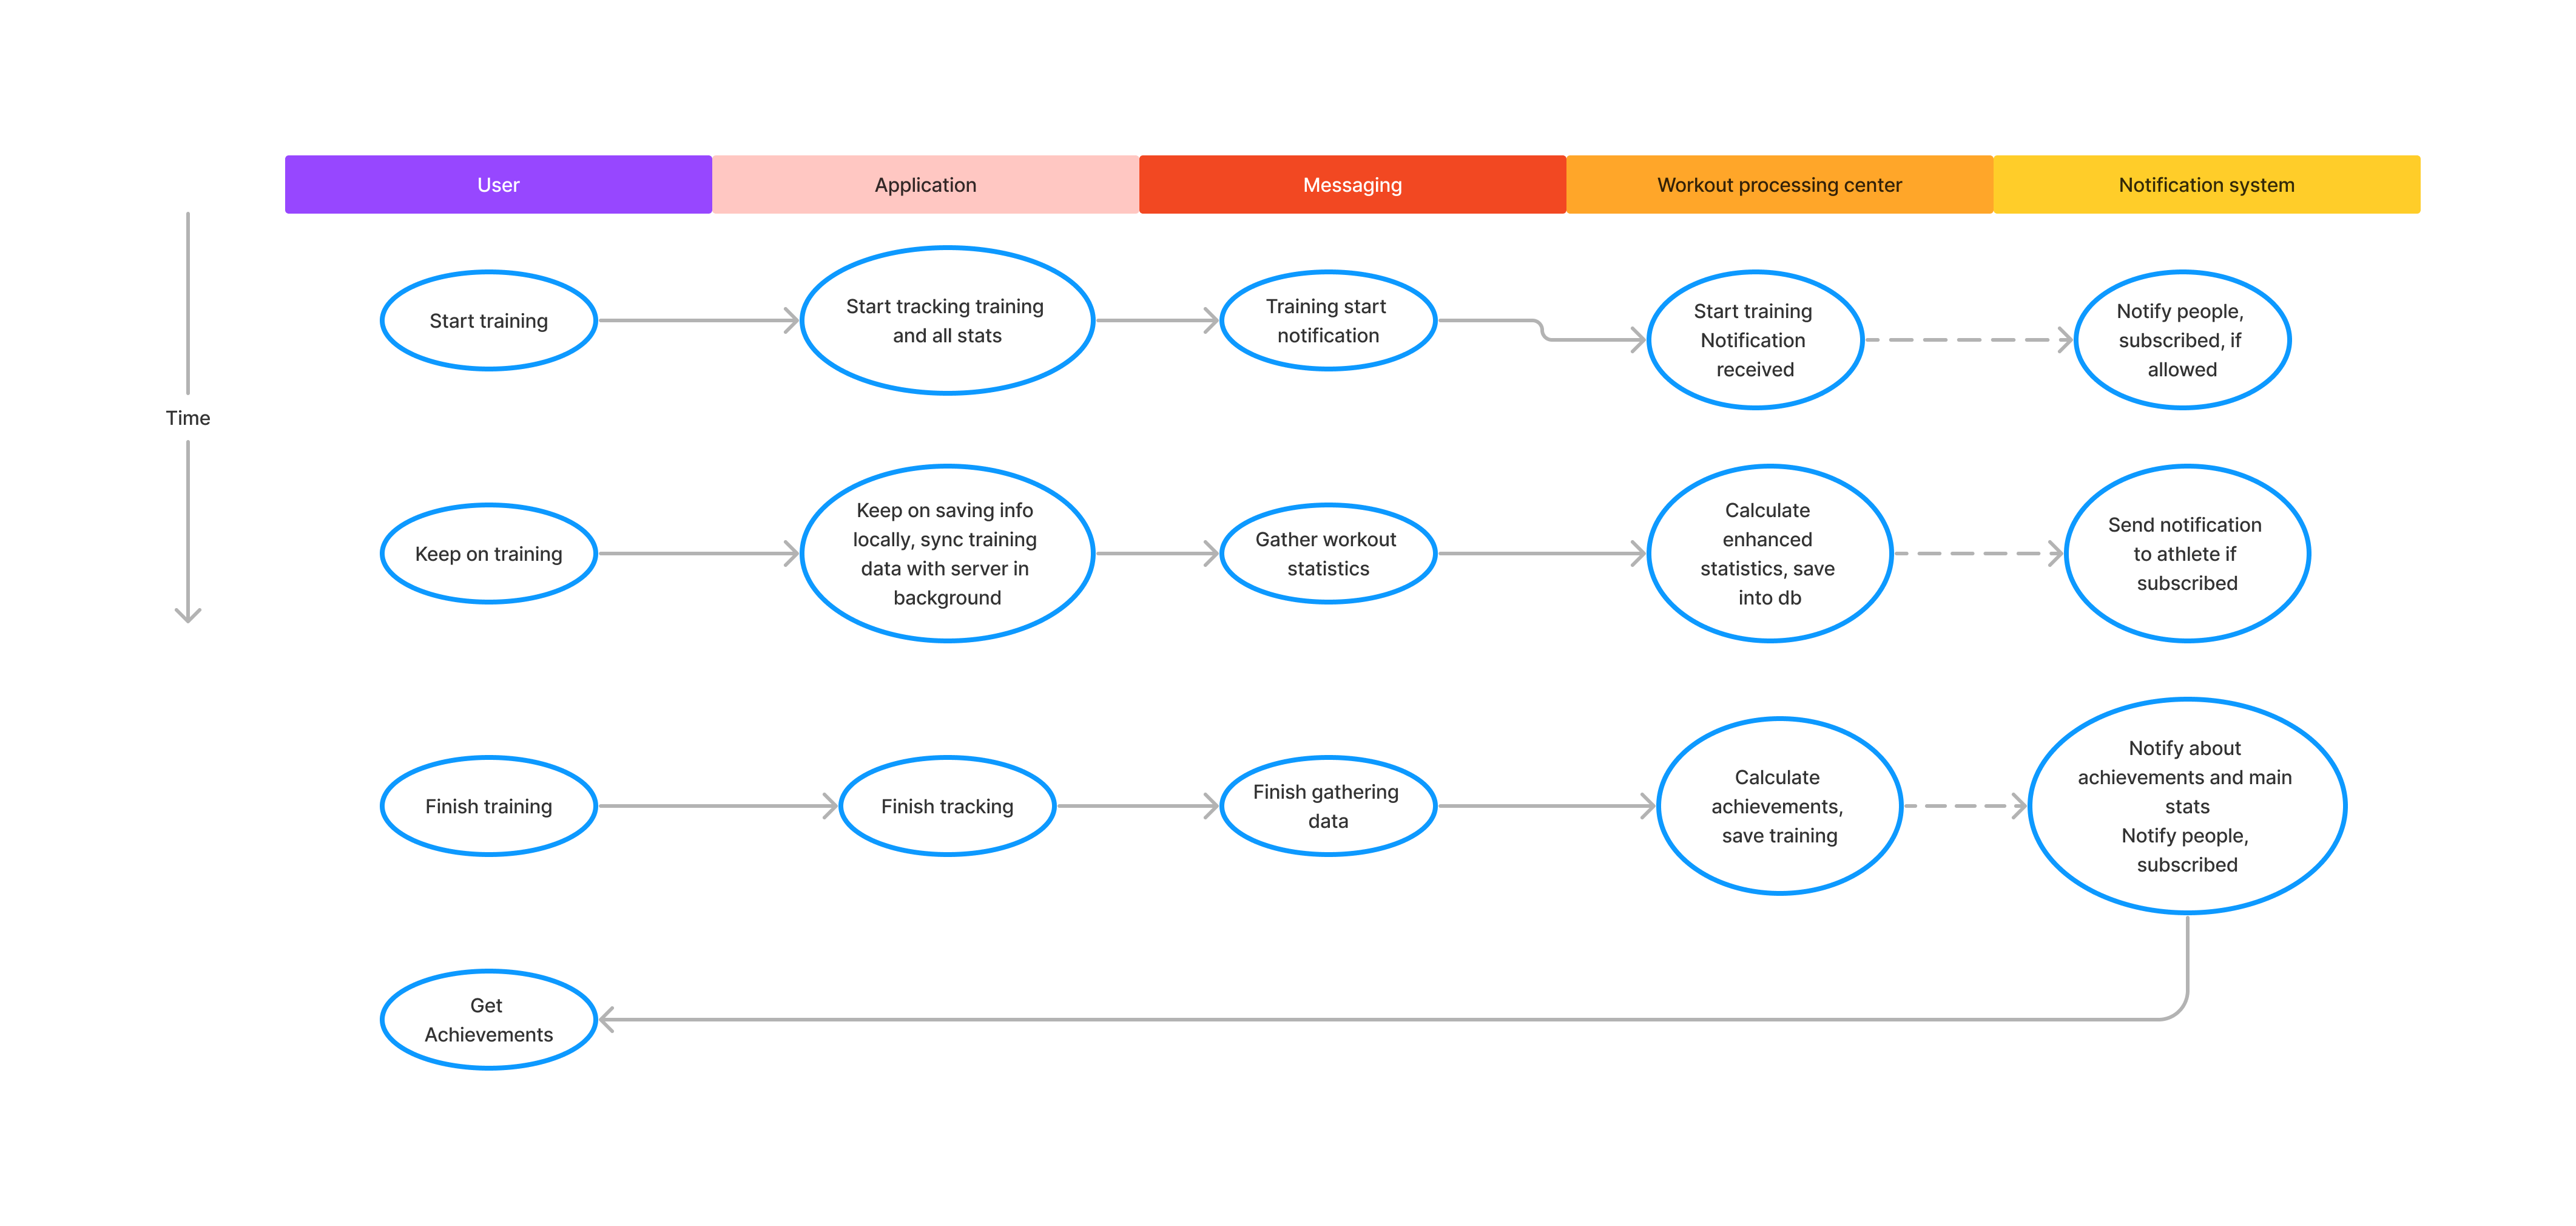 User
Application
Messaging
Workout processing center
Notification system
Time
Start training
Start tracking training
and all stats
Training start
notification
Start training
Notification
received
Notify people,
subscribed, if
allowed
Keep on training
Keep on saving info
locally, sync training
data with server in
background
Gather workout
statistics
Calculate
enhanced
statistics, save
into db
Send notification
to athlete if
subscribed
Finish training
Finish tracking
Finish gathering
data
Calculate
achievements,
save training
Notify about
achievements and main
stats
Notify people,
subscribed
Get
Achievements